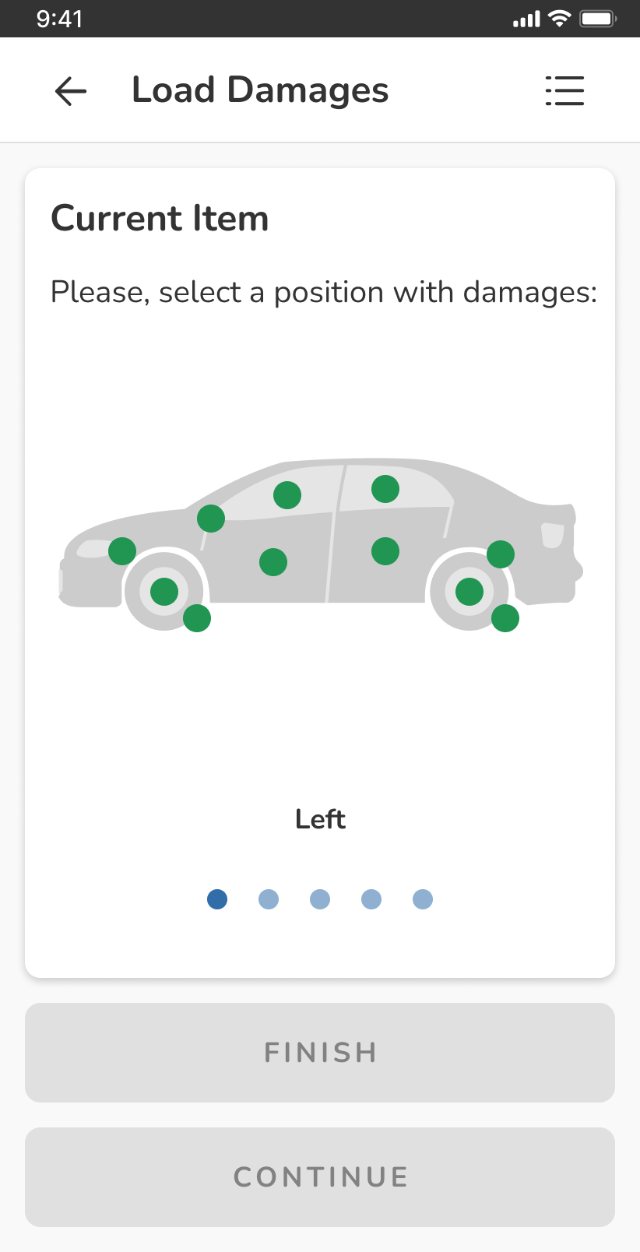 9:41
Load Damages
Current Item
Please, select a position with damages:
Left
FINISH
CONTINUE